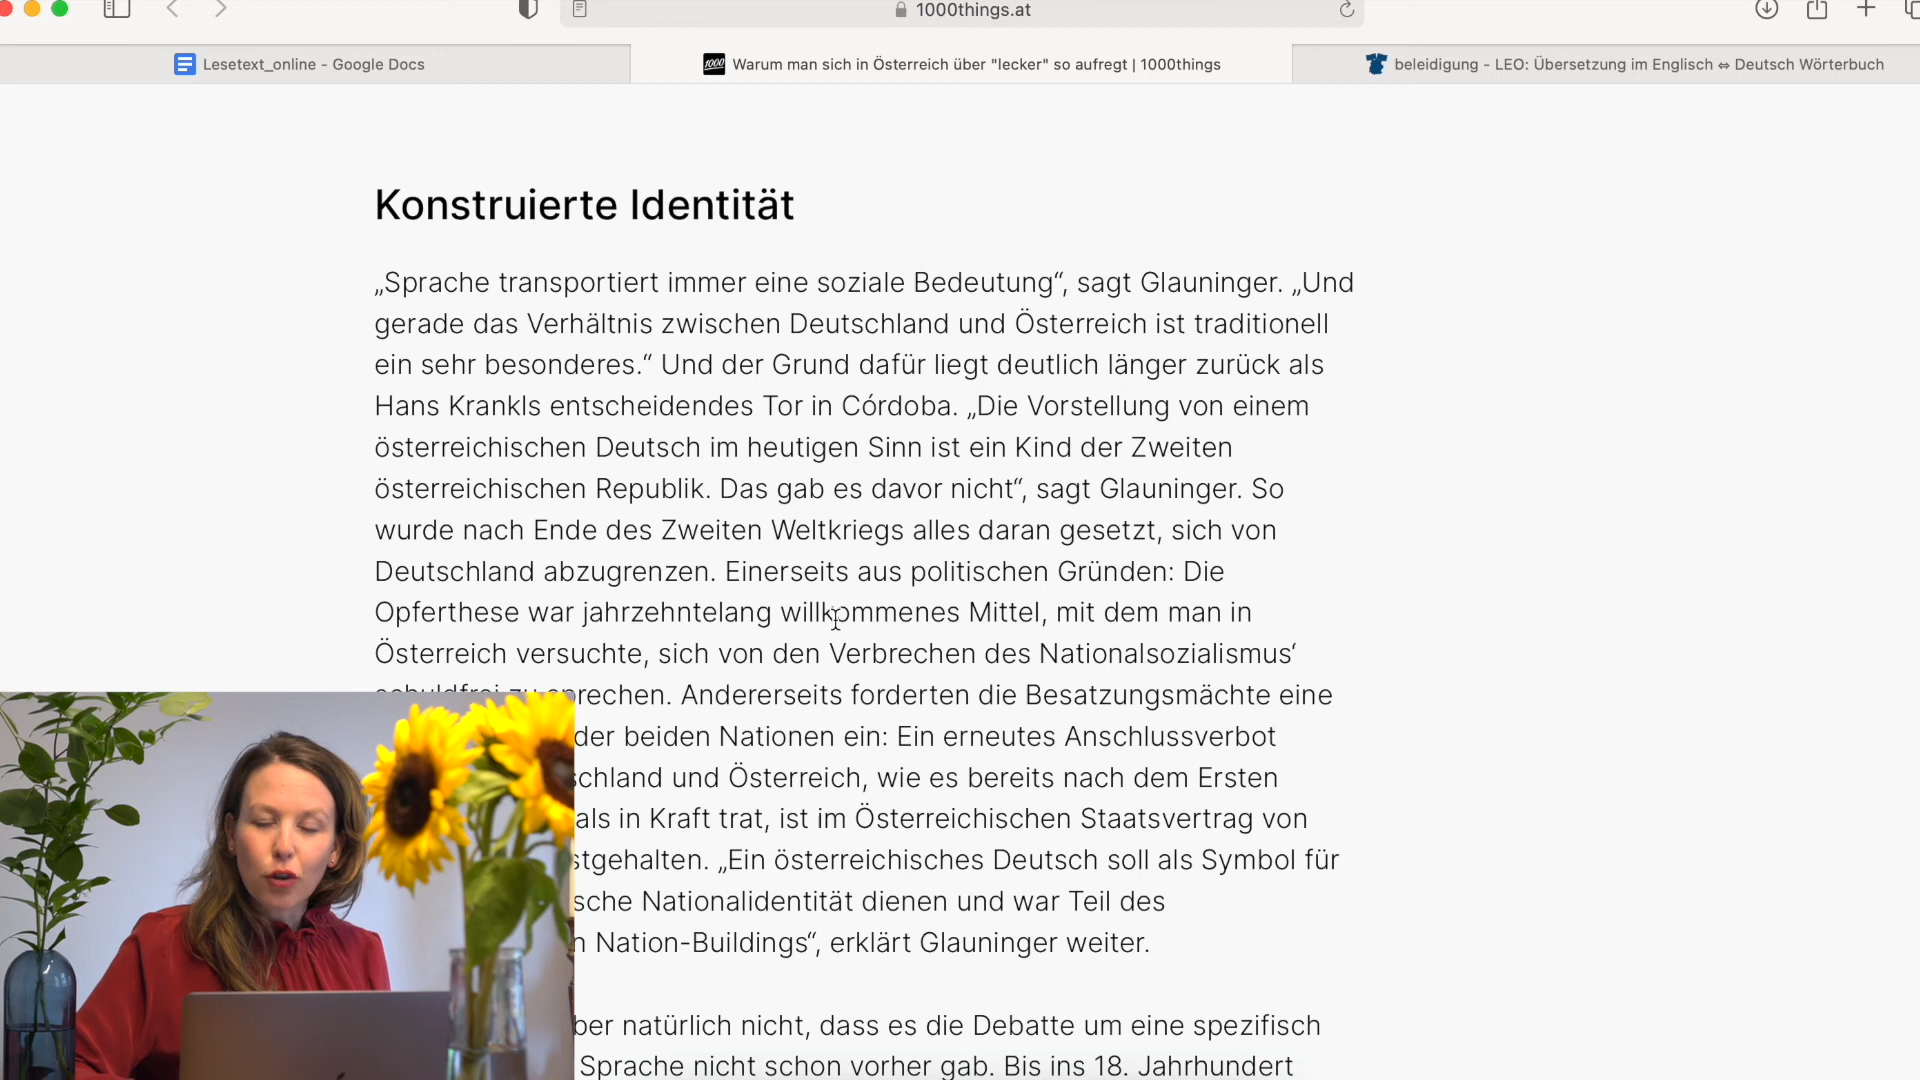 1000things.at
Lesetext_online - Google Docs
1000
Warum man sich in Österreich über "lecker" so aufregt | 1000things
beleidigung - LEO: Übersetzung im Englisch ⇔ Deutsch Wörterbuch
Konstruierte Identität
„Sprache transportiert immer eine soziale Bedeutung“, sagt Glauninger. „Und
gerade das Verhältnis zwischen Deutschland und Österreich ist traditionell
ein sehr besonderes.“ Und der Grund dafür liegt deutlich länger zurück als
Hans Krankls entscheidendes Tor in Córdoba. „Die Vorstellung von einem
österreichischen Deutsch im heutigen Sinn ist ein Kind der Zweiten
österreichischen Republik. Das gab es davor nicht“, sagt Glauninger. So
wurde nach Ende des Zweiten Weltkriegs alles daran gesetzt, sich von
Deutschland abzugrenzen. Einerseits aus politischen Gründen: Die
Opferthese war jahrzehntelang willkommenes Mittel, mit dem man in
Österreich versuchte, sich von den Verbrechen des Nationalsozialismus‘
schuldfrei zu sprechen. Andererseits forderten die Besatzungsmächte eine
der beiden Nationen ein: Ein erneutes Anschlussverbot
schland und Österreich, wie es bereits nach dem Ersten
als in Kraft trat, ist im Österreichischen Staatsvertrag von
stgehalten. „Ein österreichisches Deutsch soll als Symbol für
sche Nationalidentität dienen und war Teil des
n Nation-Buildings“, erklärt Glauninger weiter.
ber natürlich nicht, dass es die Debatte um eine spezifisch
Sprache nicht schon vorher gab. Bis ins 18. Jahrhundert